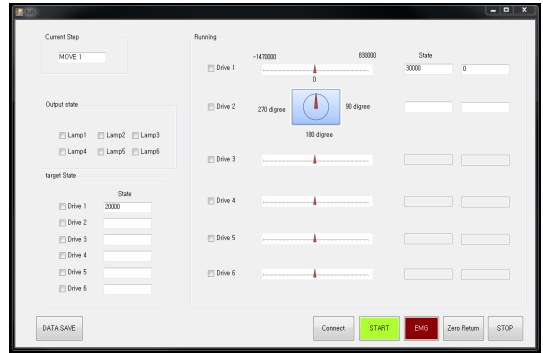 Current Step
MOVE 1
Output state
Lamp1 Lamp2 Lamp3
Lamp4 Lamp5 Lamp6
target State
State
Drive 1 20000
Drive 2
Drive 3
Drive 4
Drive 5
Drive 6
DATA SAVE
Running
-1470000 830000 State
Drive 1 30000 0
0
Drive 2 270 digree 90 digree
180 digree
Drive 3
Drive 4
Drive 5
Drive 6
Connect START EMG Zero Return STOP